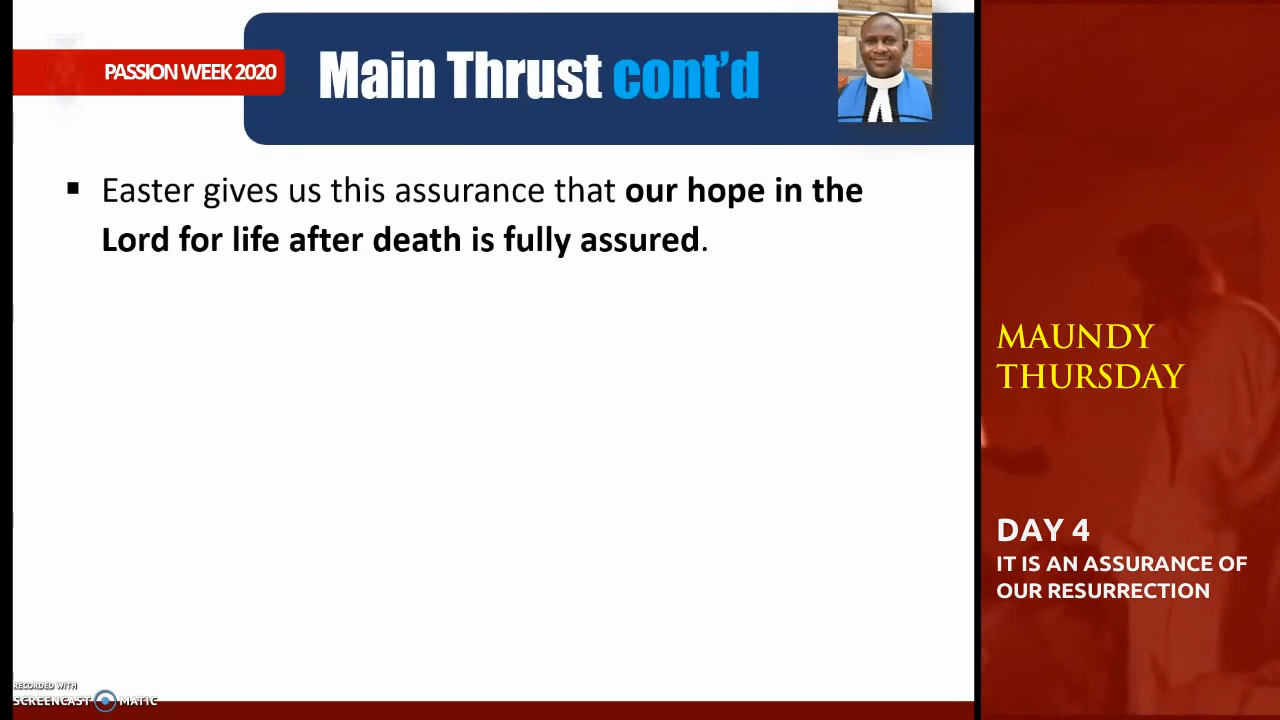 PASSION WEEK 2020
Main Thrust cont'd
▪ Easter gives us this assurance that our hope in the
Lord for life after death is fully assured.
MAUNDY
THURSDAY
DAY 4
IT IS AN ASSURANCE OF
OUR RESURRECTION
RECORDED WITH
SCREENCAST MATIC